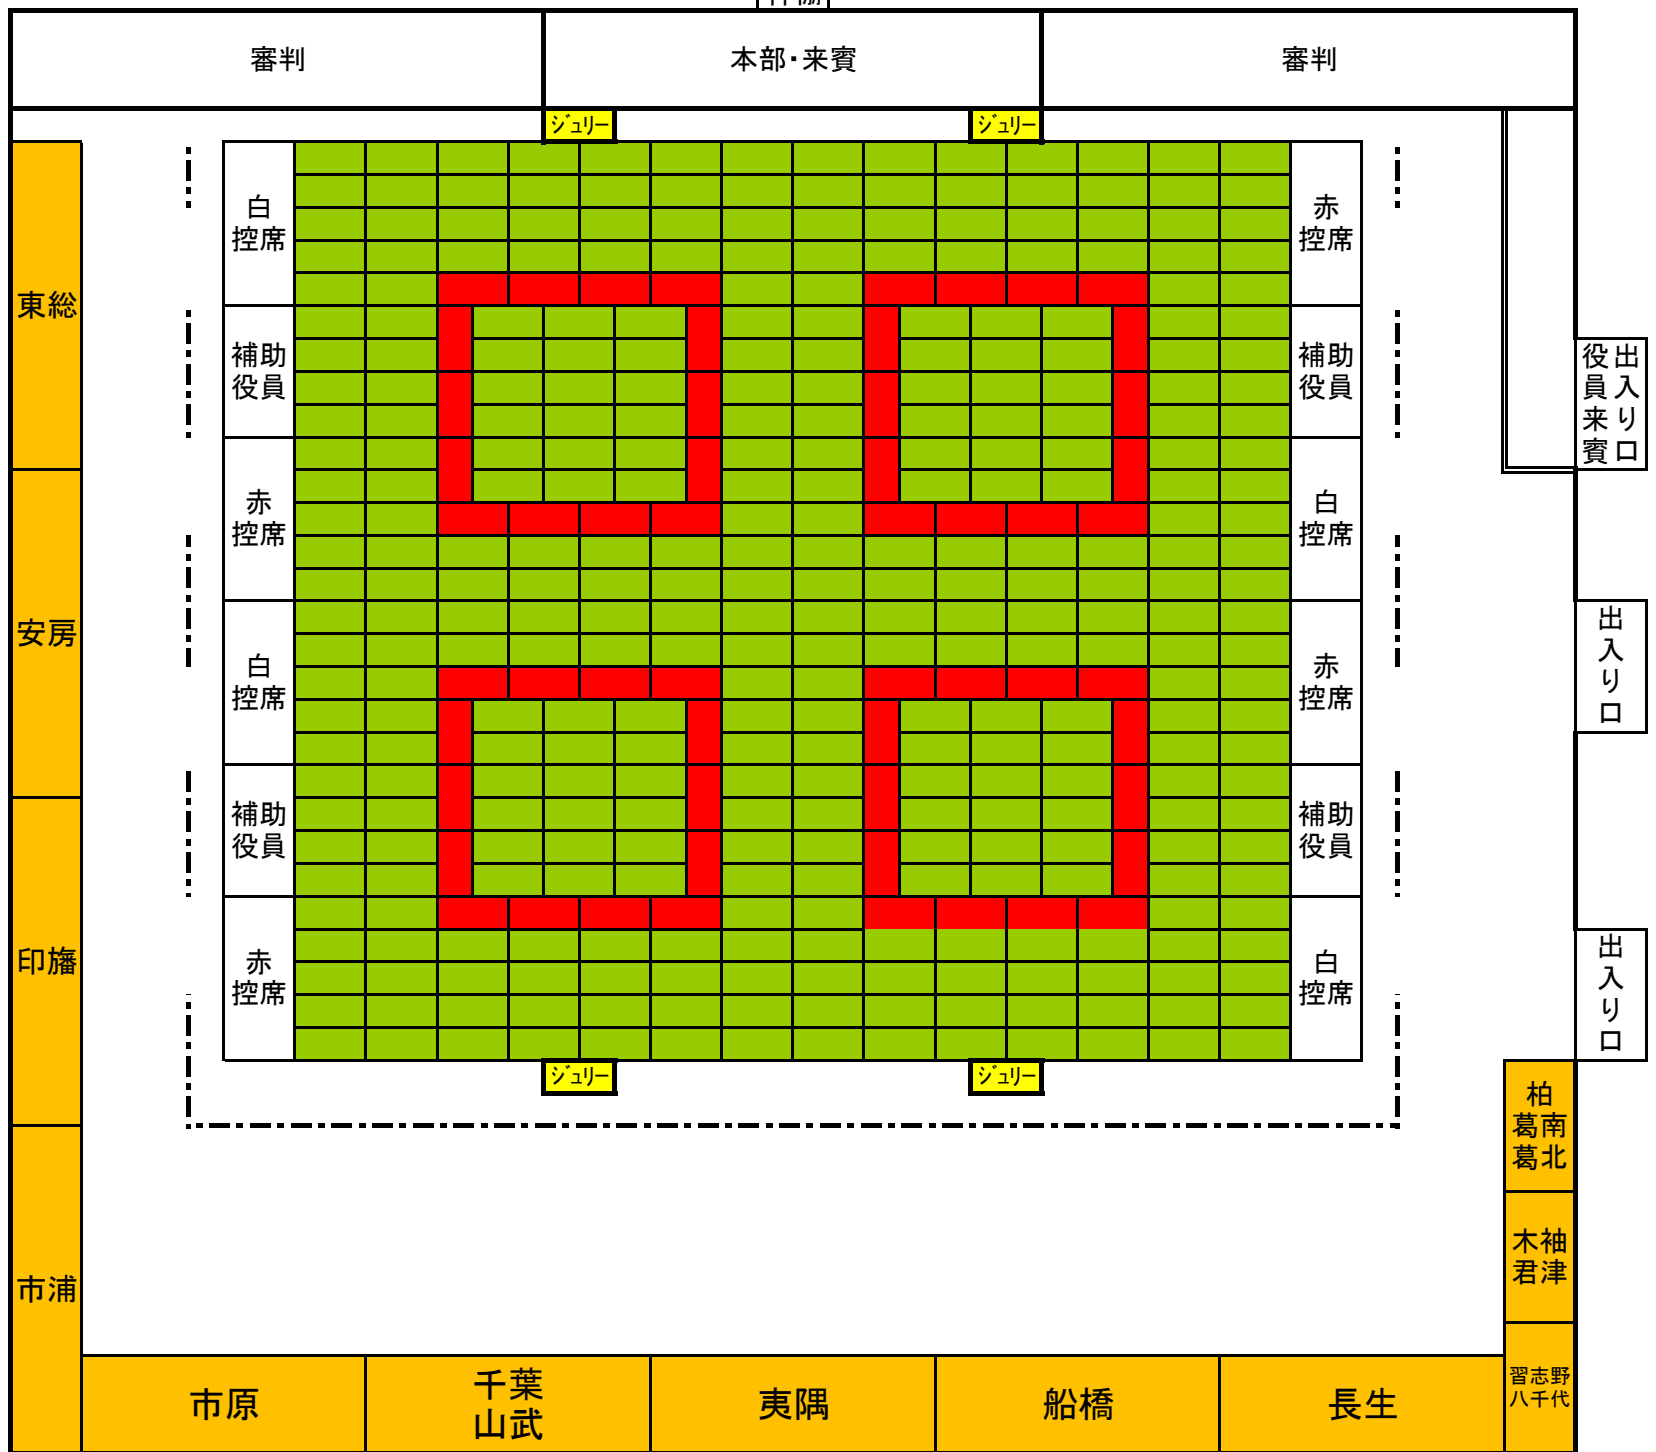 審判
本部・来賓
審判
ジュリー
ジュリー
白
控席
赤
控席
東総
補助
役員
補助
役員
役員来賓
出入り口
赤
控席
白
控席
安房
白
控席
赤
控席
出入り口
補助
役員
補助
役員
印旛
赤
控席
白
控席
出入り口
ジュリー
ジュリー
柏
葛南
葛北
市浦
木袖
君津
市原
千葉
山武
夷隅
船橋
長生
習志野
八千代